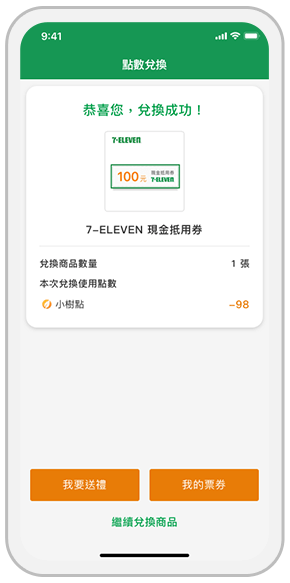 9:41
點數兌換
恭喜您，兌換成功！
7-ELEVEN
100元 現金抵用券
7-ELEVEN
7-ELEVEN 現金抵用券
兌換商品數量 1 張
本次兌換使用點數
小樹點 -98
我要送禮 我的票券
繼續兌換商品